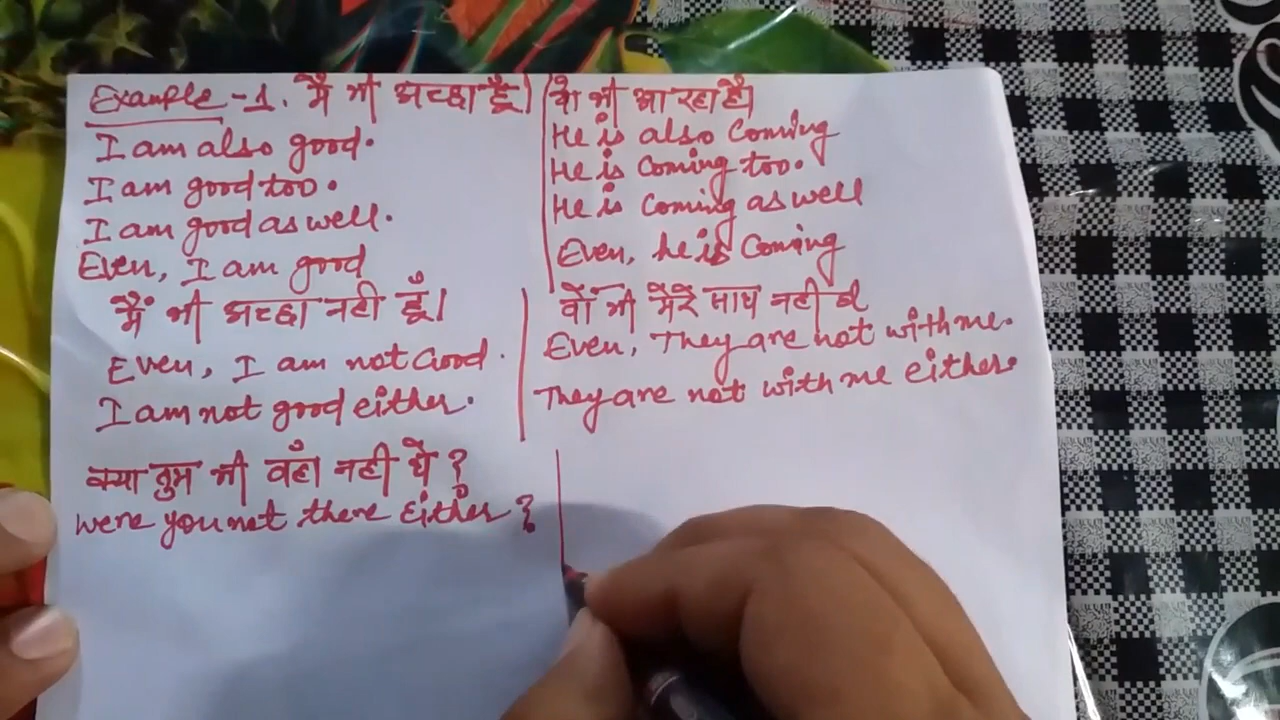 Example -1. मैं भी अच्छा हूँ।
I am also good.
I am good too.
I am good as well.
Even, I am good
वो भी आ रहा है।
He is also Coming
He is Coming too.
He is Coming as well
Even, he is Coming
मैं भी अच्छा नही हूँ।
Even, I am not Good.
I am not good either.
वों भी मेरें साथ नही है
Even, They are not with me.
They are not with me either.
क्या तुम भी वहाँ नही थे ?
Were you not there Either ?